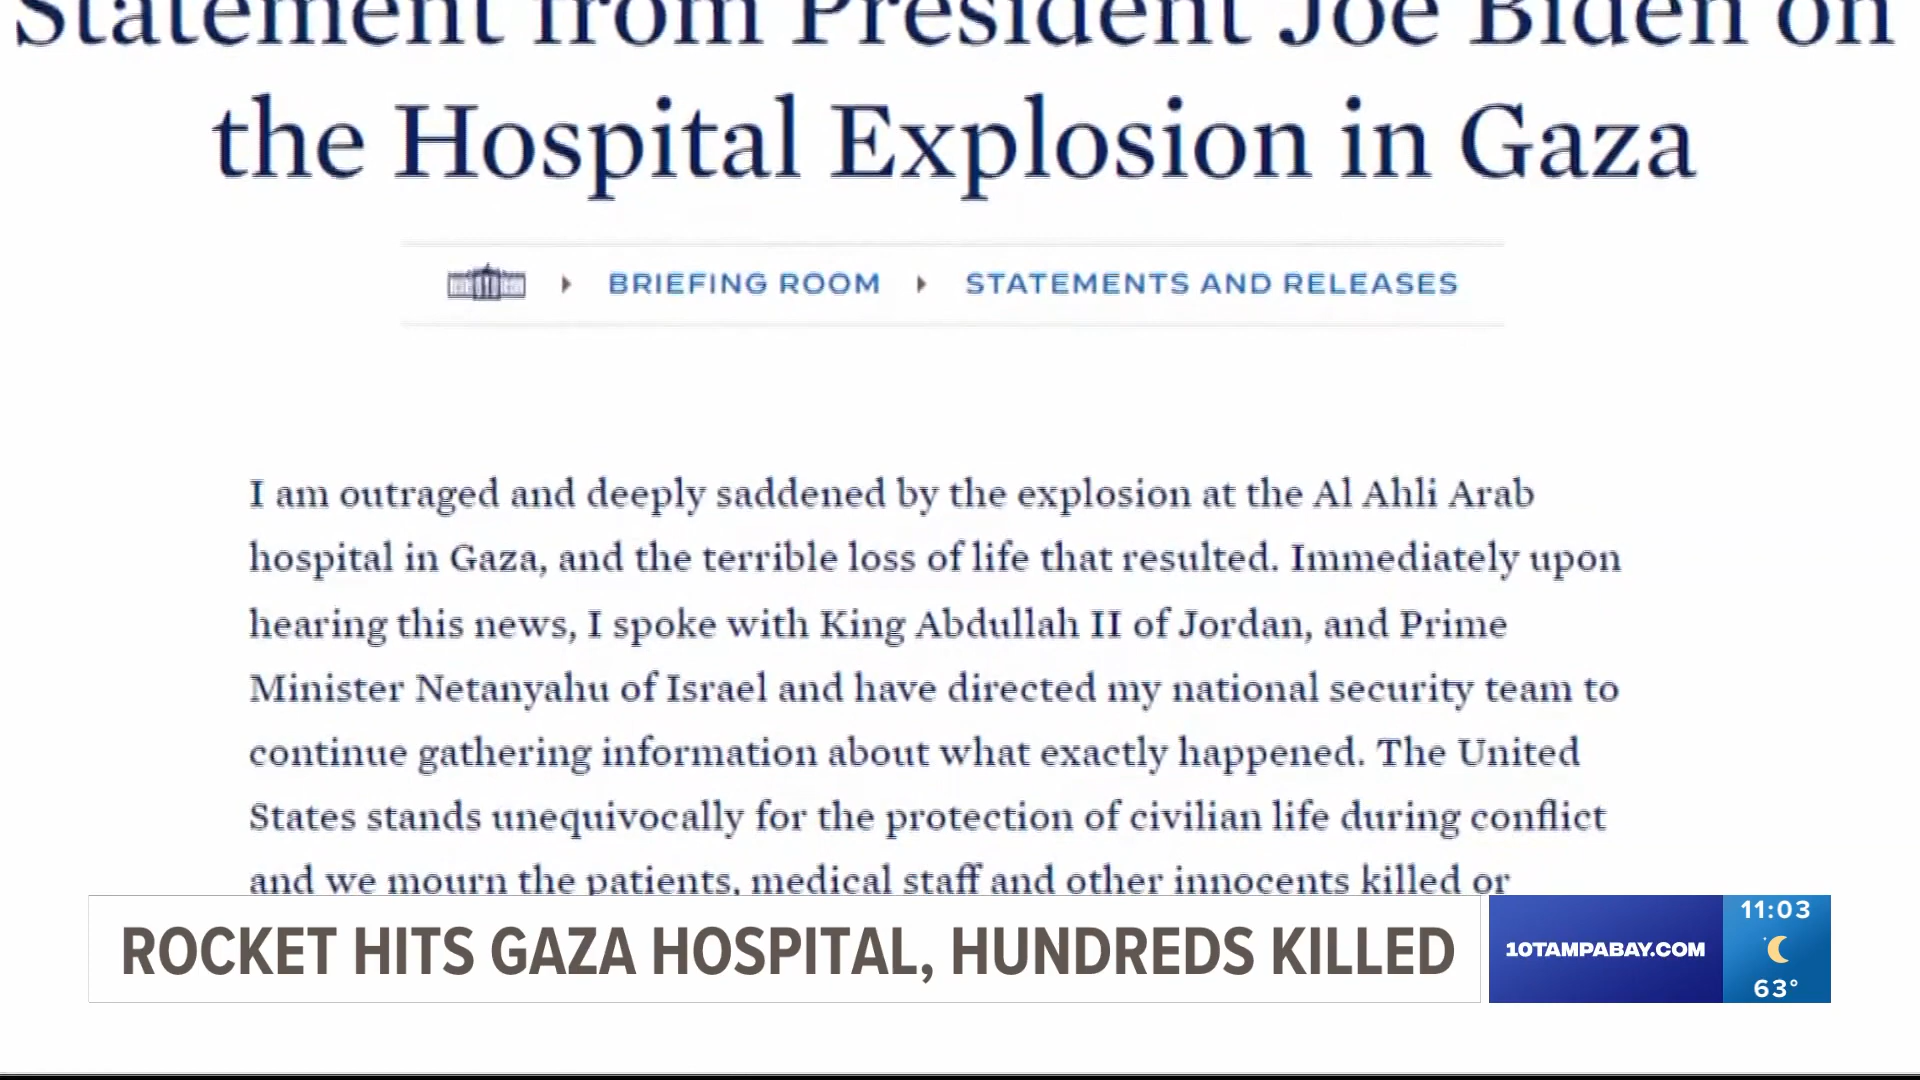 Statement from President Joe Biden on
the Hospital Explosion in Gaza
BRIEFING ROOM STATEMENTS AND RELEASES
I am outraged and deeply saddened by the explosion at the Al Ahli Arab
hospital in Gaza, and the terrible loss of life that resulted. Immediately upon
hearing this news, I spoke with King Abdullah II of Jordan, and Prime
Minister Netanyahu of Israel and have directed my national security team to
continue gathering information about what exactly happened. The United
States stands unequivocally for the protection of civilian life during conflict
and we mourn the patients, medical staff and other innocents killed or
ROCKET HITS GAZA HOSPITAL, HUNDREDS KILLED
10TAMPABAY.COM
11:03
63°